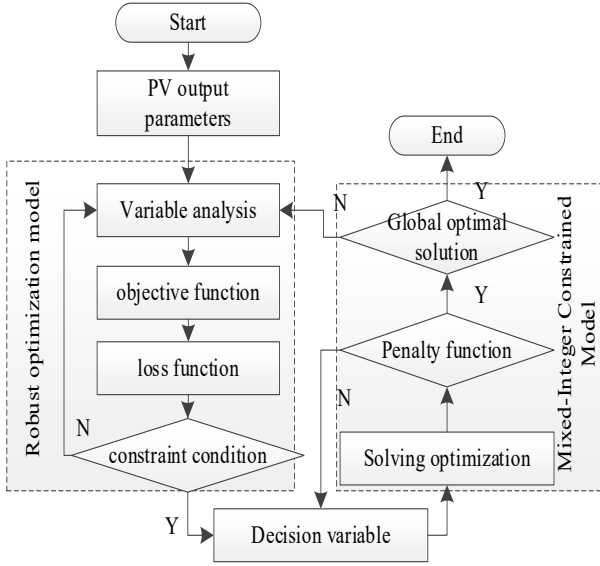 Start
PV output
parameters
Robust optimization model
Variable analysis
objective function
loss function
N
constraint condition
Y
Decision variable
End
N
Y
Global optimal
solution
Y
Penalty function
N
Solving optimization
Mixed-Integer Constrained
Model